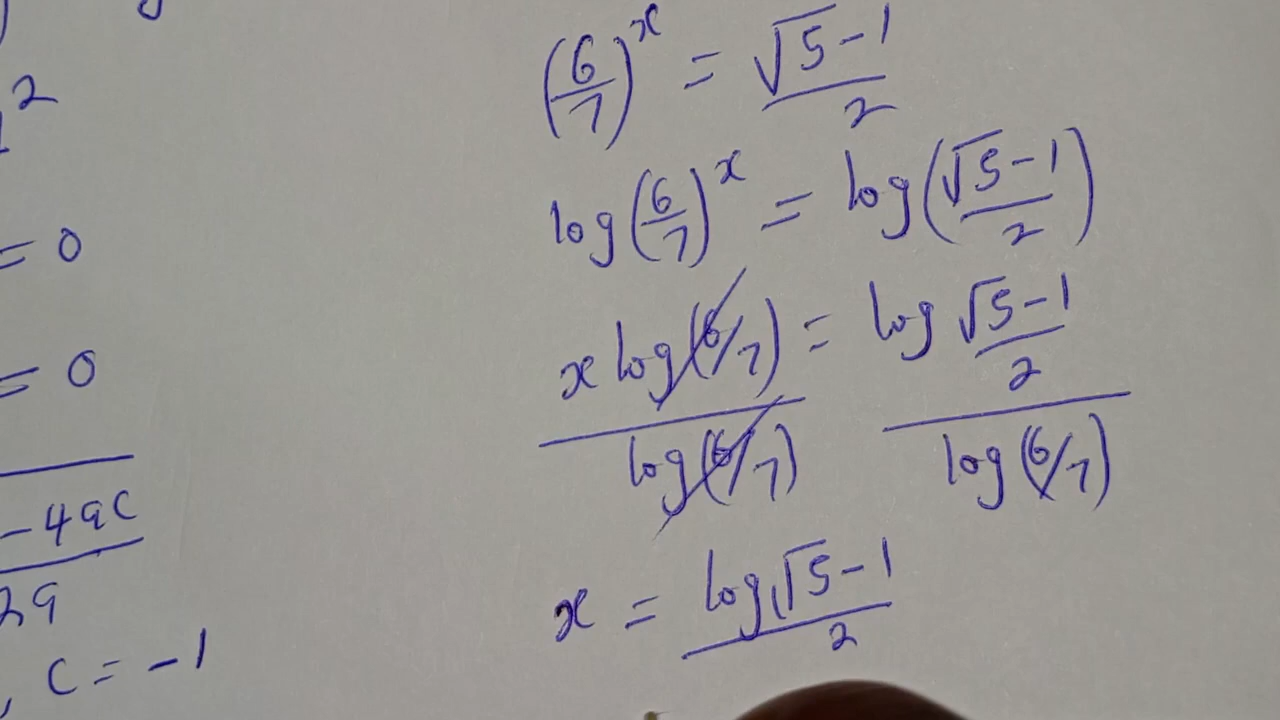 2
= 0
= 0
-4ac
2a
, c = -1
(6/7)^x = (√5-1)/2
log(6/7)^x = log((√5-1)/2)
x log(6/7)/log(6/7) = log (√5-1)/2/log(6/7)
x = log(√5-1/2